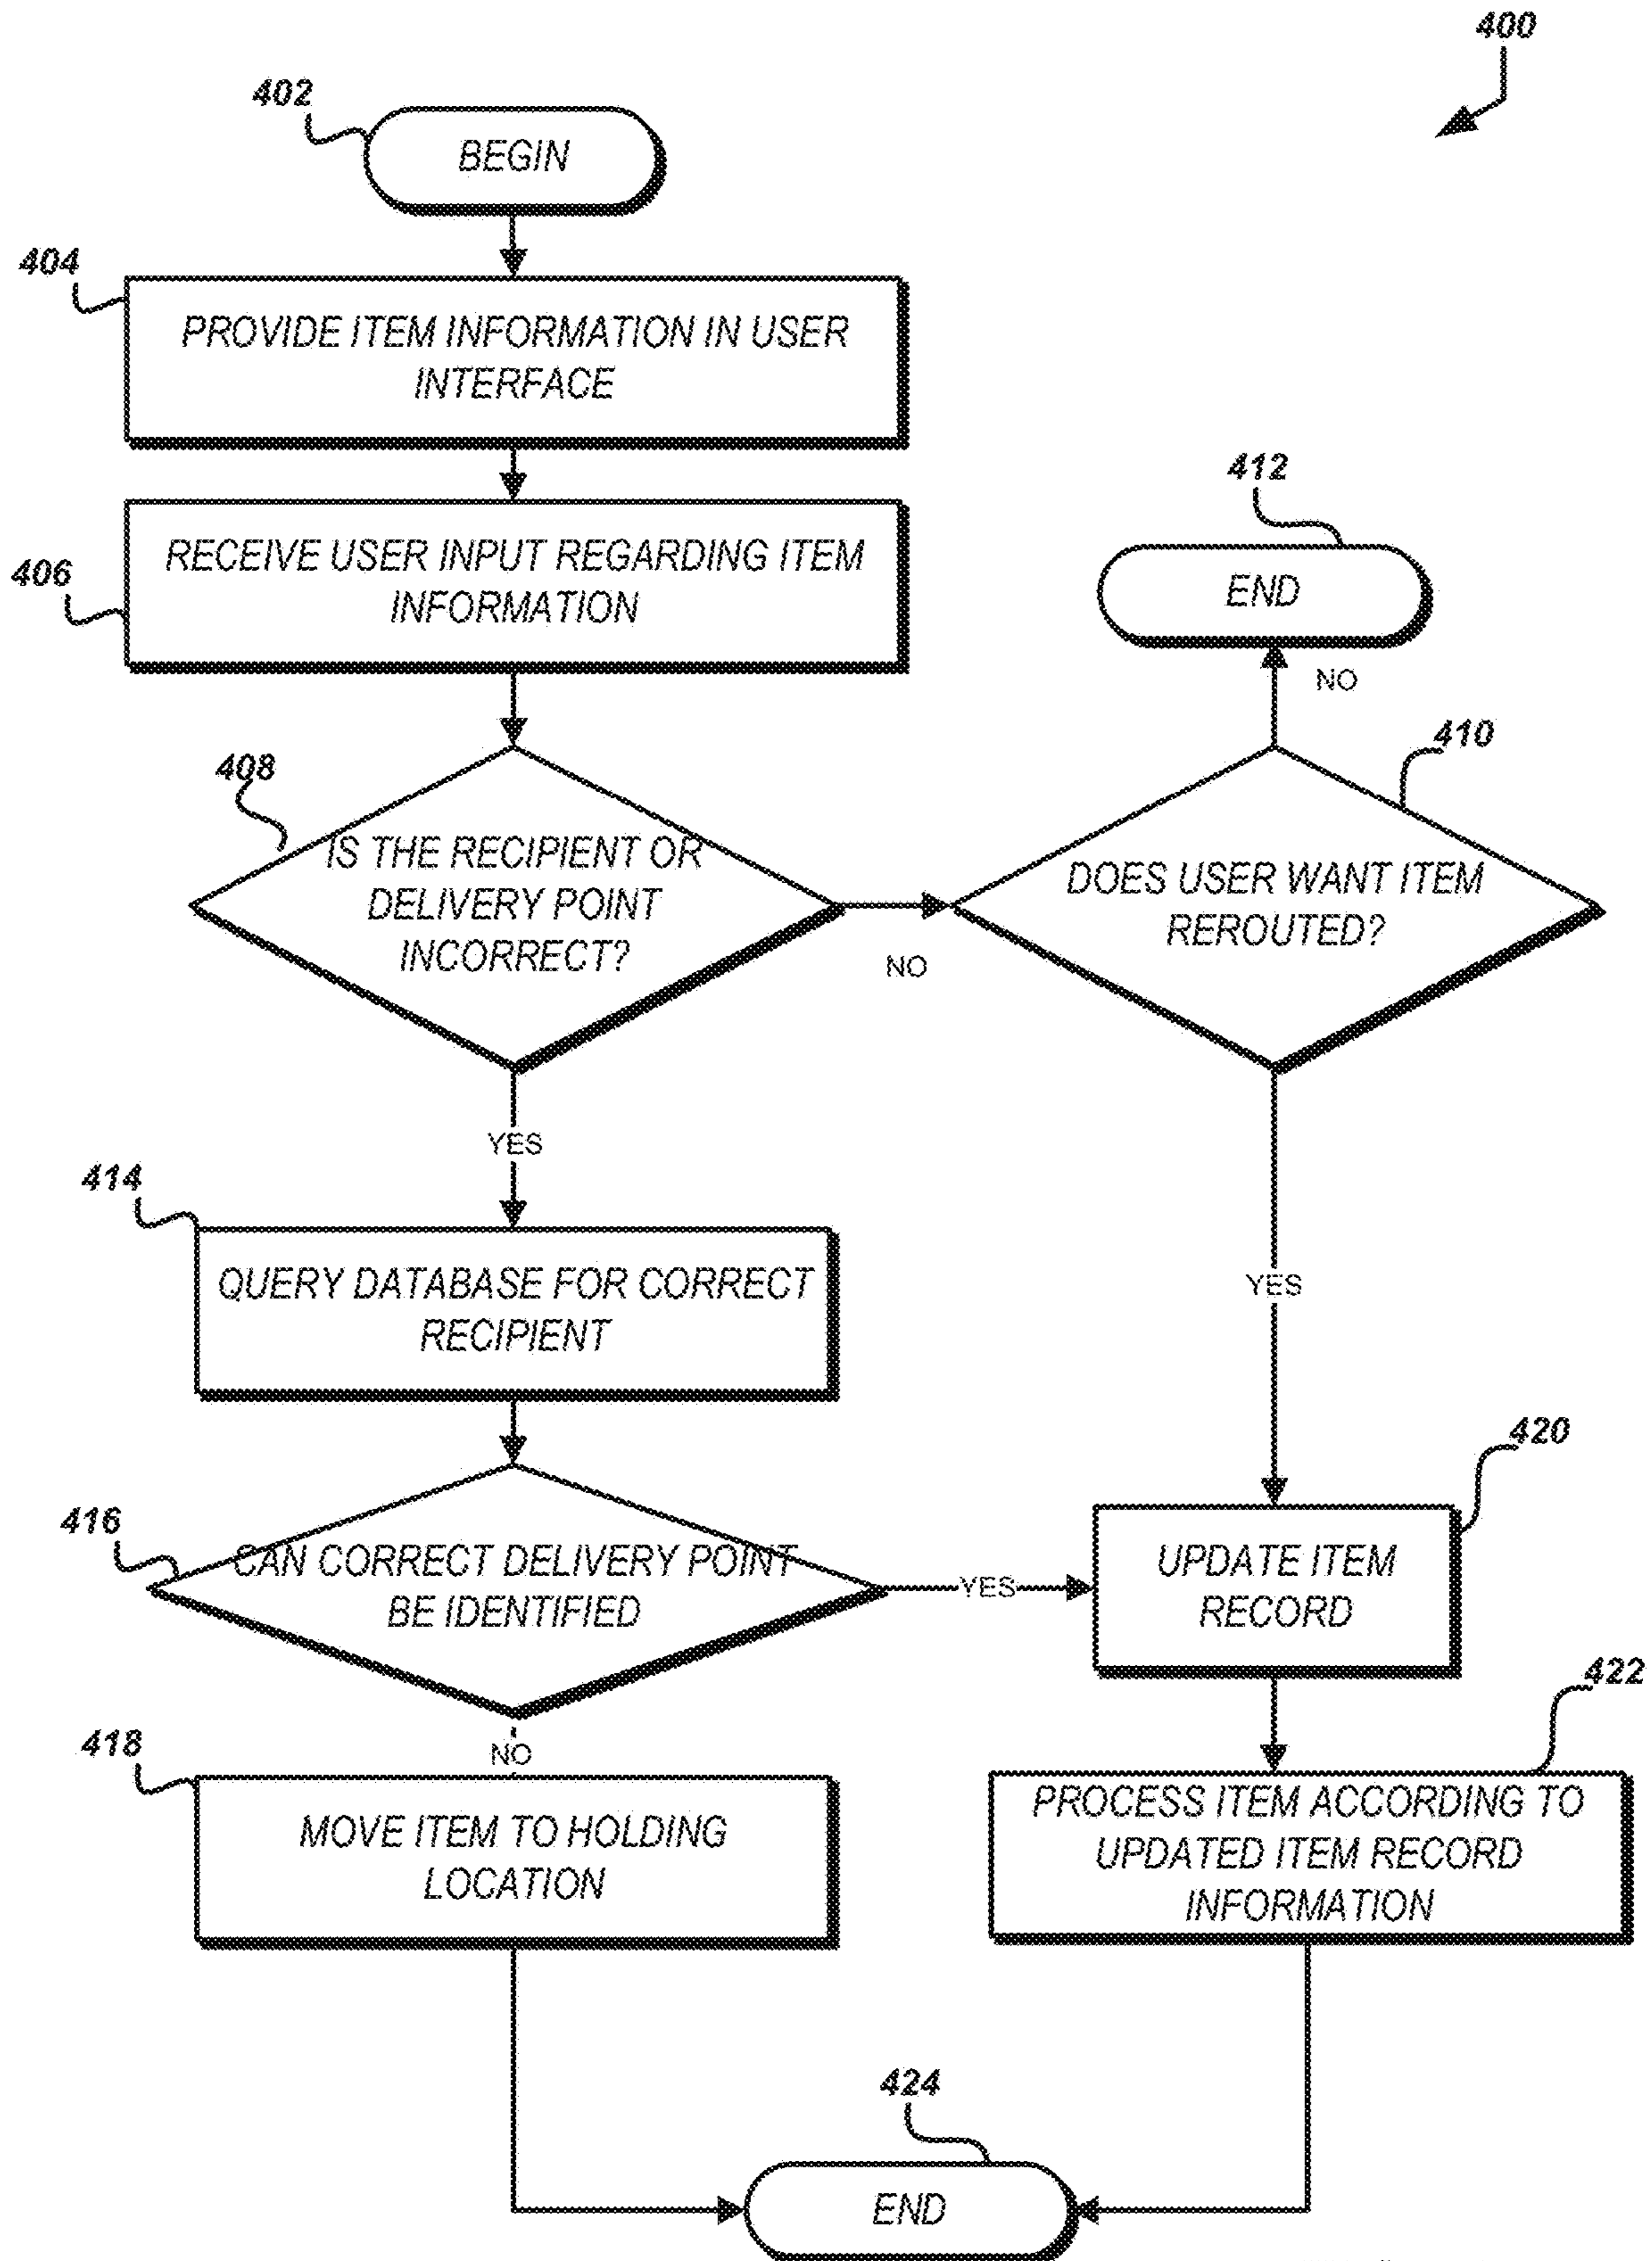 400
402
BEGIN
404
PROVIDE ITEM INFORMATION IN USER
INTERFACE
406
RECEIVE USER INPUT REGARDING ITEM
INFORMATION
412
END
NO
408
IS THE RECIPIENT OR
DELIVERY POINT
INCORRECT?
NO
410
DOES USER WANT ITEM
REROUTED?
YES
YES
414
QUERY DATABASE FOR CORRECT
RECIPIENT
416
CAN CORRECT DELIVERY POINT
BE IDENTIFIED
YES
420
UPDATE ITEM
RECORD
NO
418
MOVE ITEM TO HOLDING
LOCATION
422
PROCESS ITEM ACCORDING TO
UPDATED ITEM RECORD
INFORMATION
424
END